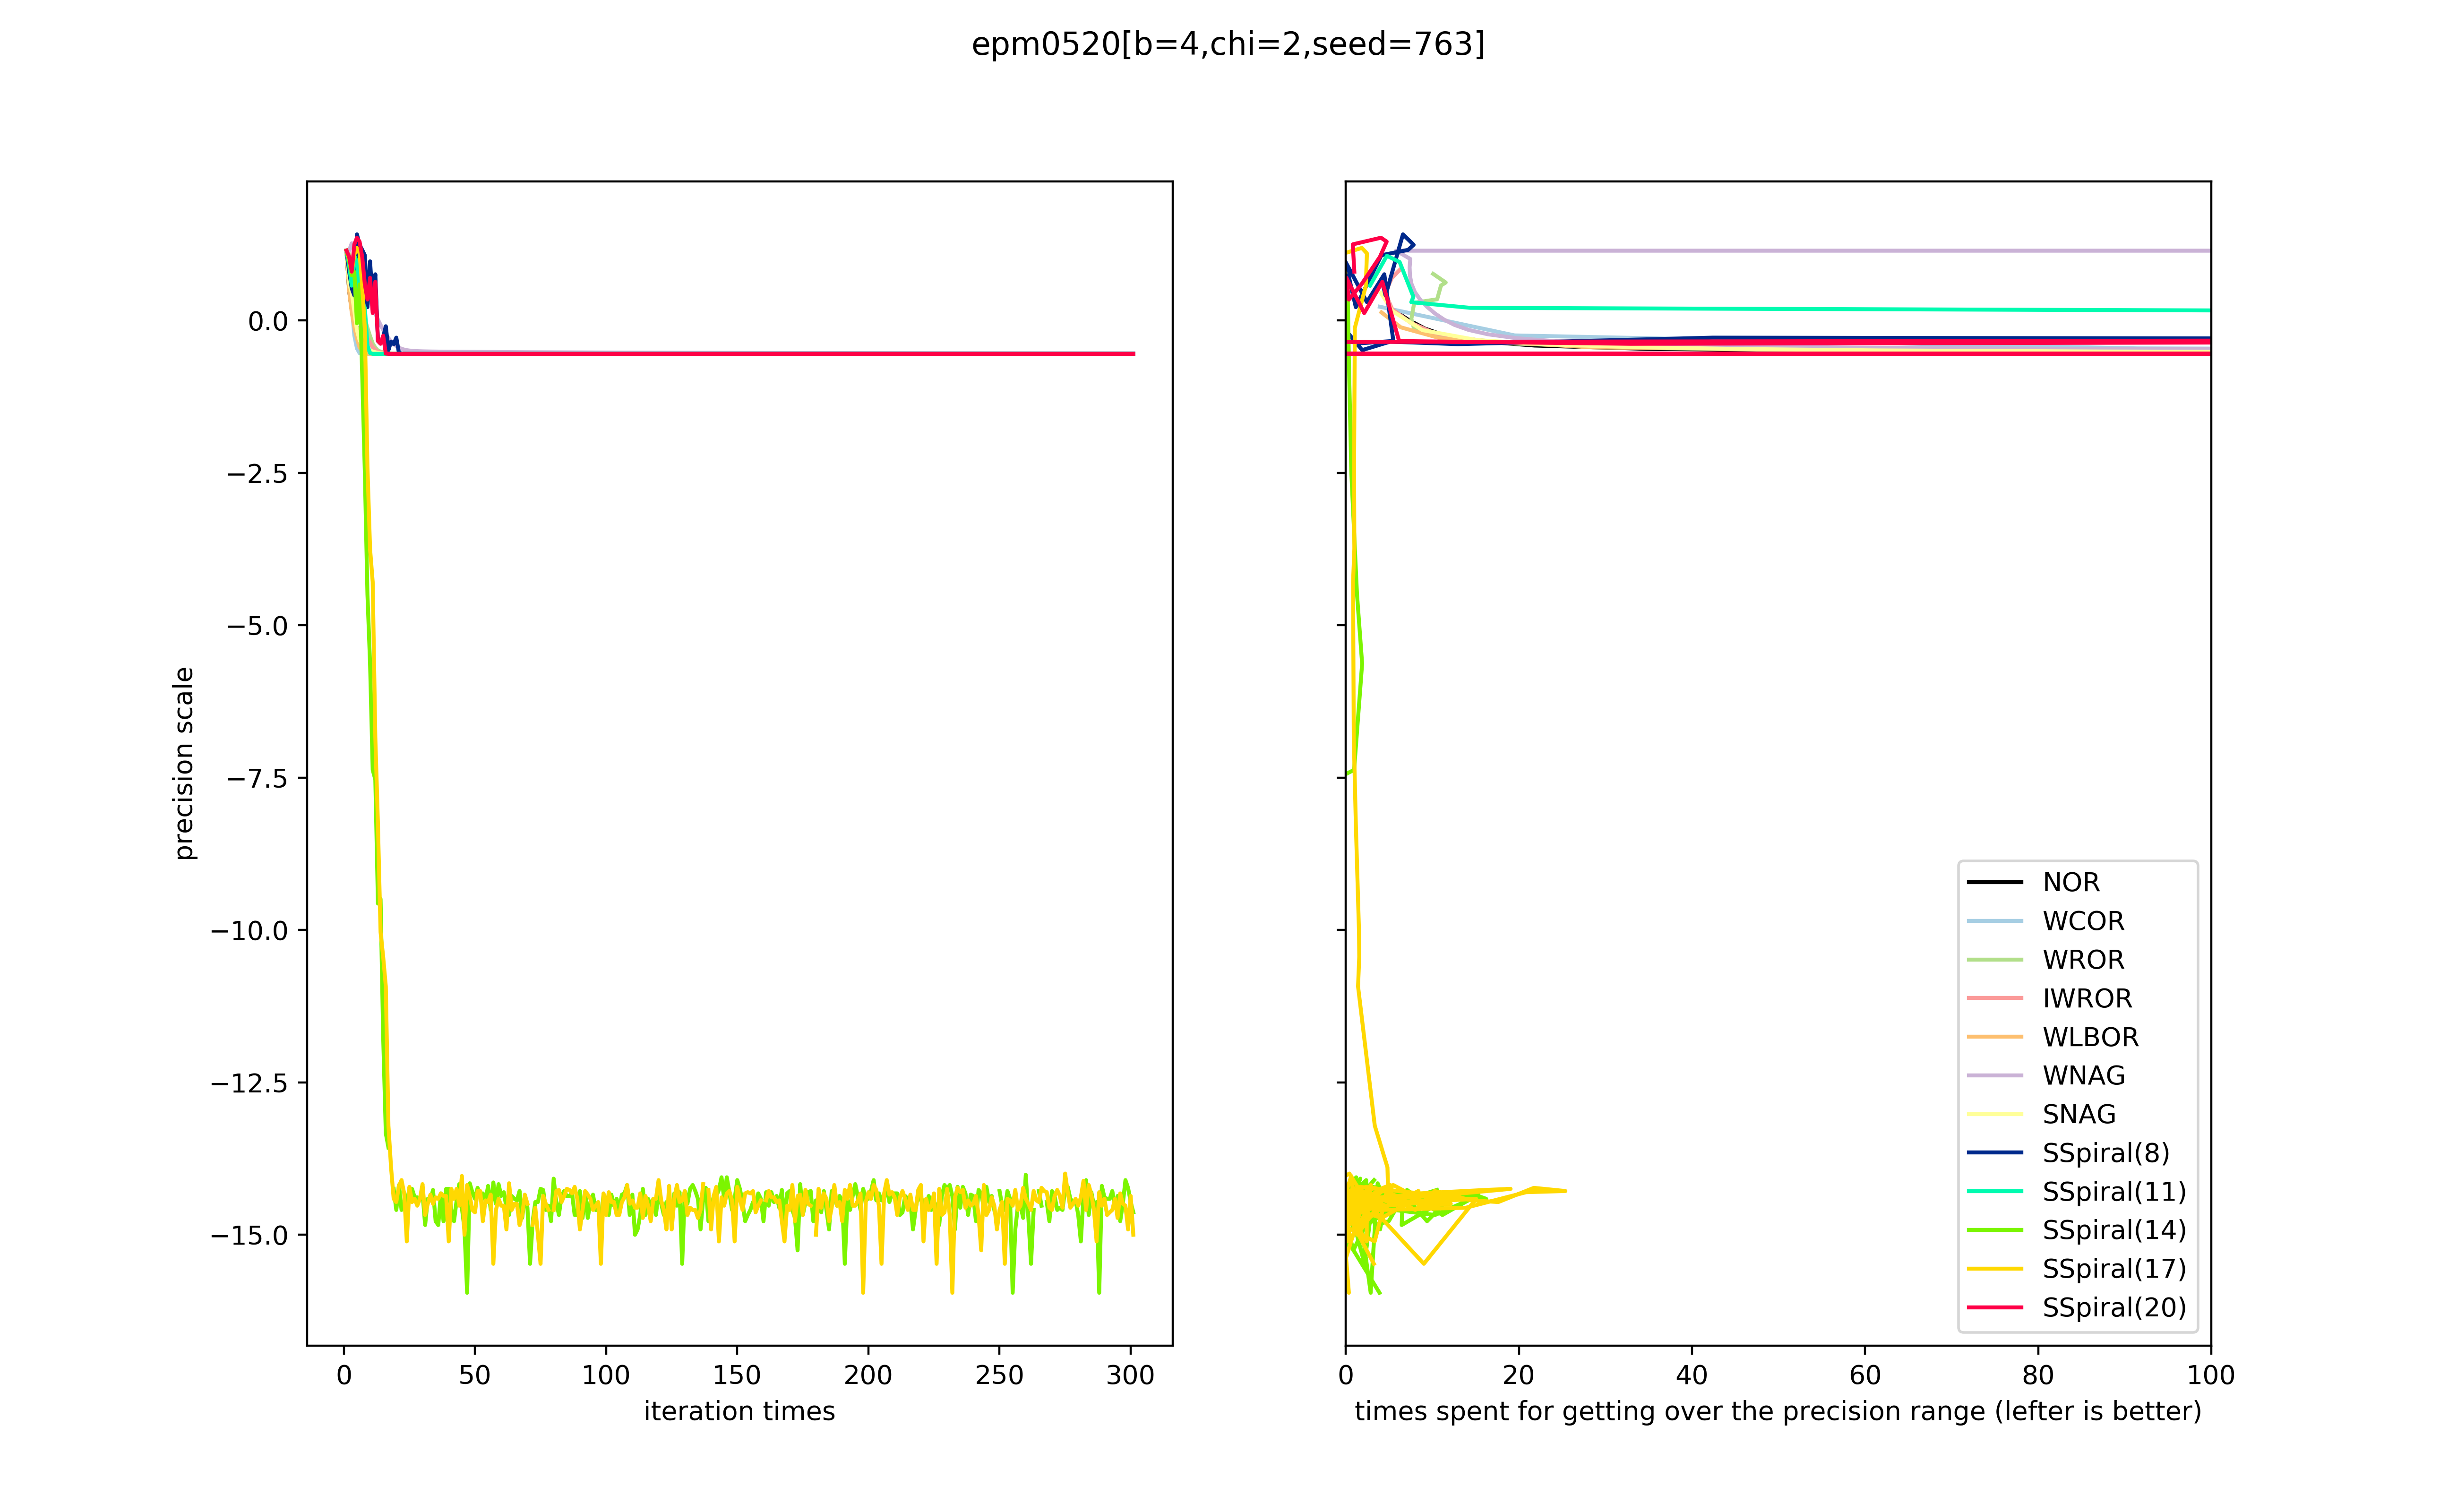 epm0520[b=4,chi=2,seed=763]
precision scale
0.0
−2.5
−5.0
−7.5
−10.0
−12.5
−15.0
0 50 100 150 200 250 300
iteration times
0 20 40 60 80 100
times spent for getting over the precision range (lefter is better)
NOR
WCOR
WROR
IWROR
WLBOR
WNAG
SNAG
SSpiral(8)
SSpiral(11)
SSpiral(14)
SSpiral(17)
SSpiral(20)